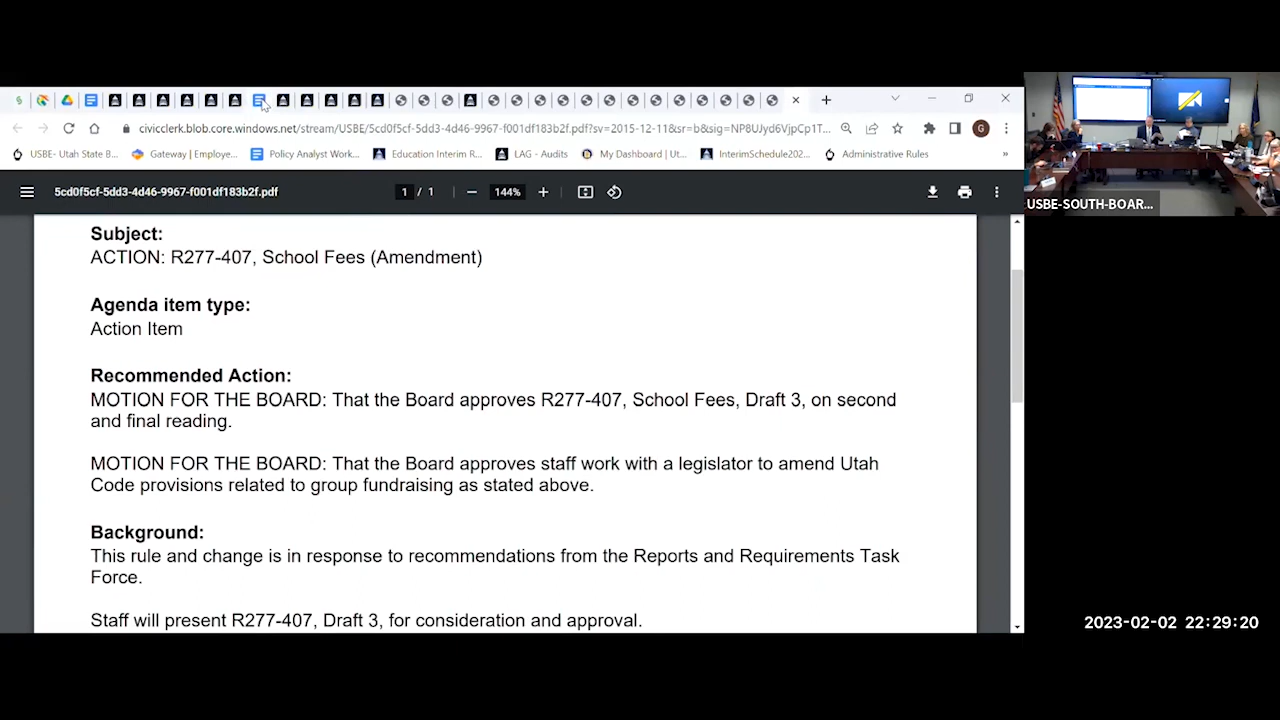 civicclerk.blob.core.windows.net/stream/USBE/5cd0f5cf-5dd3-4d46-9967-f001df183b2f.pdf?sv=2015-12-11&sr=b&sig=NP8UJyd6VjpCp1T...
G
USBE- Utah State B...
Gateway | Employe...
Policy Analyst Work...
Education Interim R...
LAG - Audits
My Dashboard | Ut...
InterimSchedule202...
Administrative Rules
»
5cd0f5cf-5dd3-4d46-9967-f001df183b2f.pdf
1 / 1
144%
USBE-SOUTH-BOAR...
Subject:
ACTION: R277-407, School Fees (Amendment)
Agenda item type:
Action Item
Recommended Action:
MOTION FOR THE BOARD: That the Board approves R277-407, School Fees, Draft 3, on second
and final reading.
MOTION FOR THE BOARD: That the Board approves staff work with a legislator to amend Utah
Code provisions related to group fundraising as stated above.
Background:
This rule and change is in response to recommendations from the Reports and Requirements Task
Force.
Staff will present R277-407, Draft 3, for consideration and approval.
2023-02-02 22:29:20